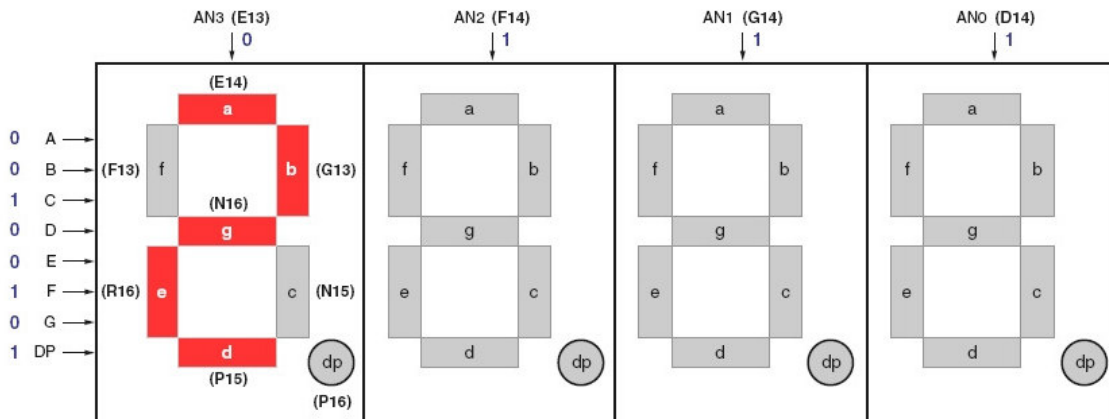 AN3 (E13) AN2 (F14) AN1 (G14) AN0 (D14)
0 1 1 1
(E14)
a a a a
0 A
0 B (F13) f b (G13) f b f b f b
1 C
(N16)
0 D g g g g
0 E
1 F (R16) e c (N15) e c e c e c
0 G
1 DP d dp d dp d dp d dp
(P15)
(P16)